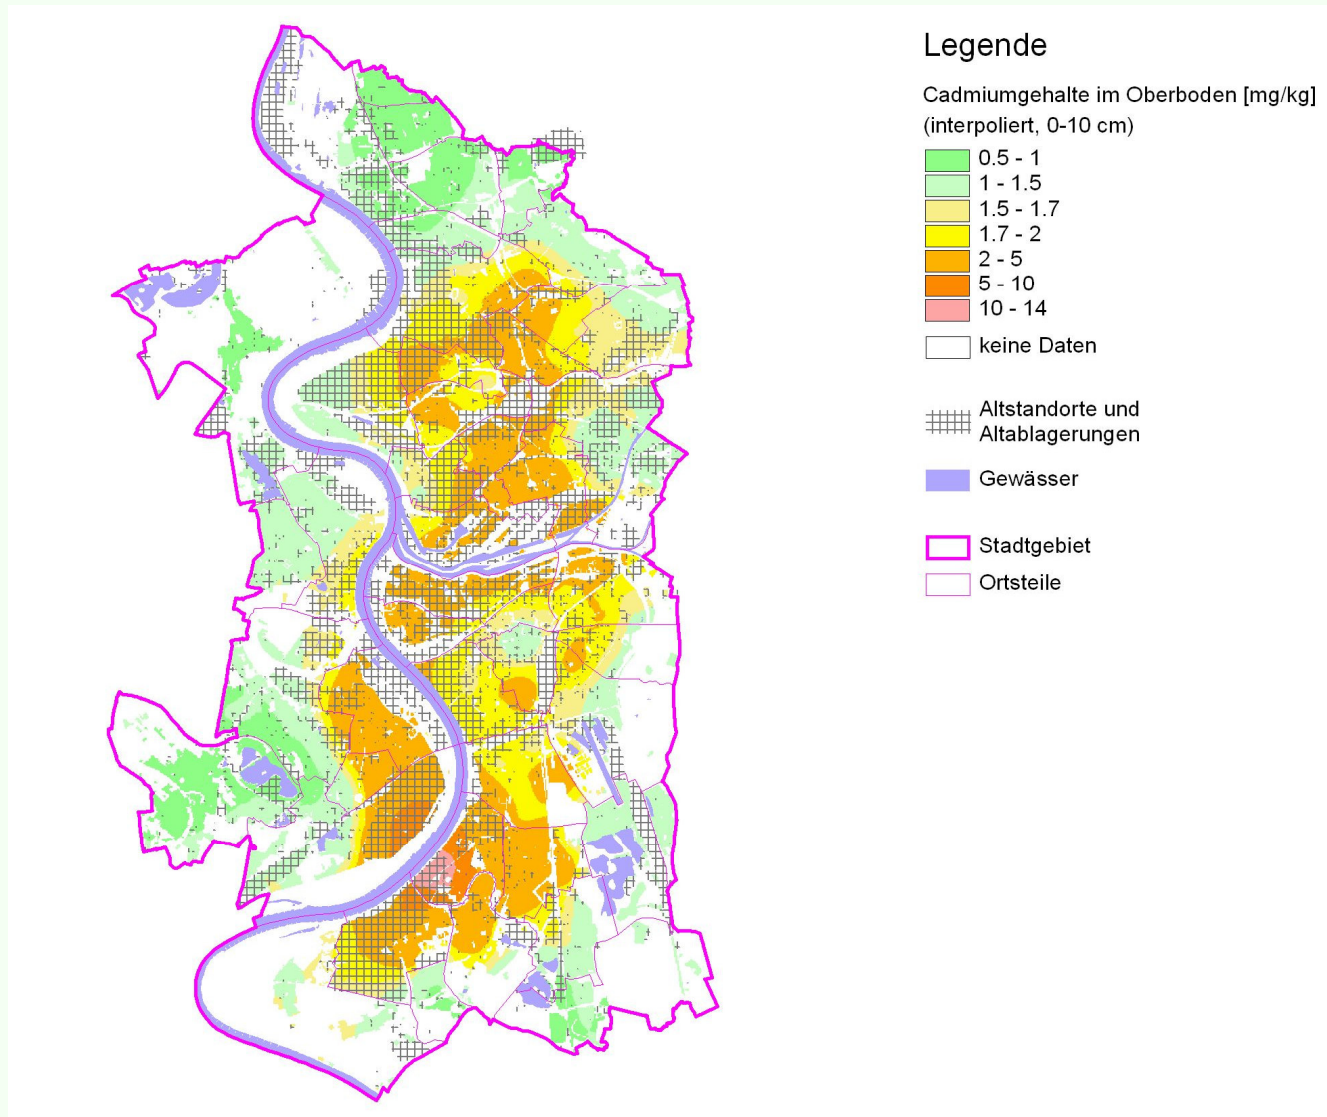 Legende
Cadmiumgehalte im Oberboden [mg/kg]
(interpoliert, 0-10 cm)
0.5 - 1
1 - 1.5
1.5 - 1.7
1.7 - 2
2 - 5
5 - 10
10 - 14
keine Daten
Altstandorte und
Altablagerungen
Gewässer
Stadtgebiet
Ortsteile